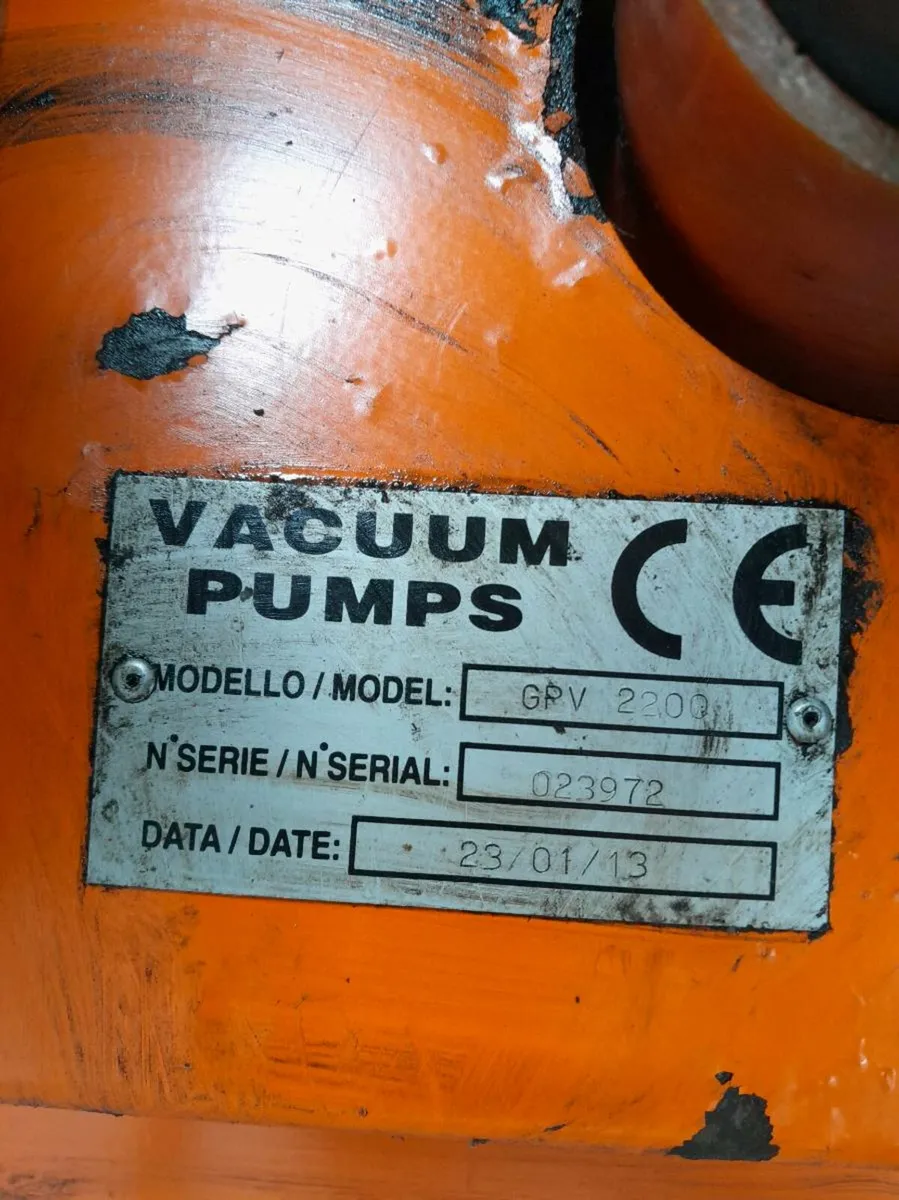 VACUUM
PUMPS
CE
MODELLO / MODEL: GPV 2200
N°SERIE / N°SERIAL: 023972
DATA / DATE: 23/01/13